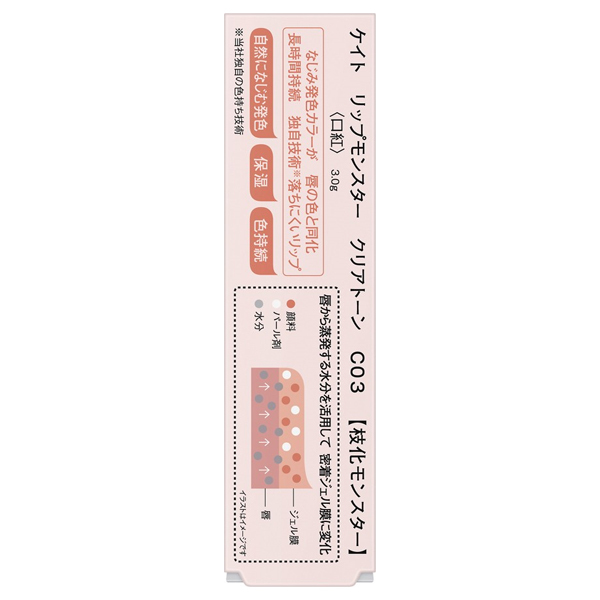 ケイト リップモンスター クリアトーン C03 【枝化モンスター】
〈口紅〉 3.0g
なじみ発色カラーが 唇の色と同化
長時間持続 独自技術※落ちにくいリップ
自然になじむ発色
保湿
色持続
※当社独自の色持ち技術
唇から蒸発する水分を活用して 密着ジェル膜に変化
顔料
パール剤
水分
ジェル膜
唇
イラストはイメージです